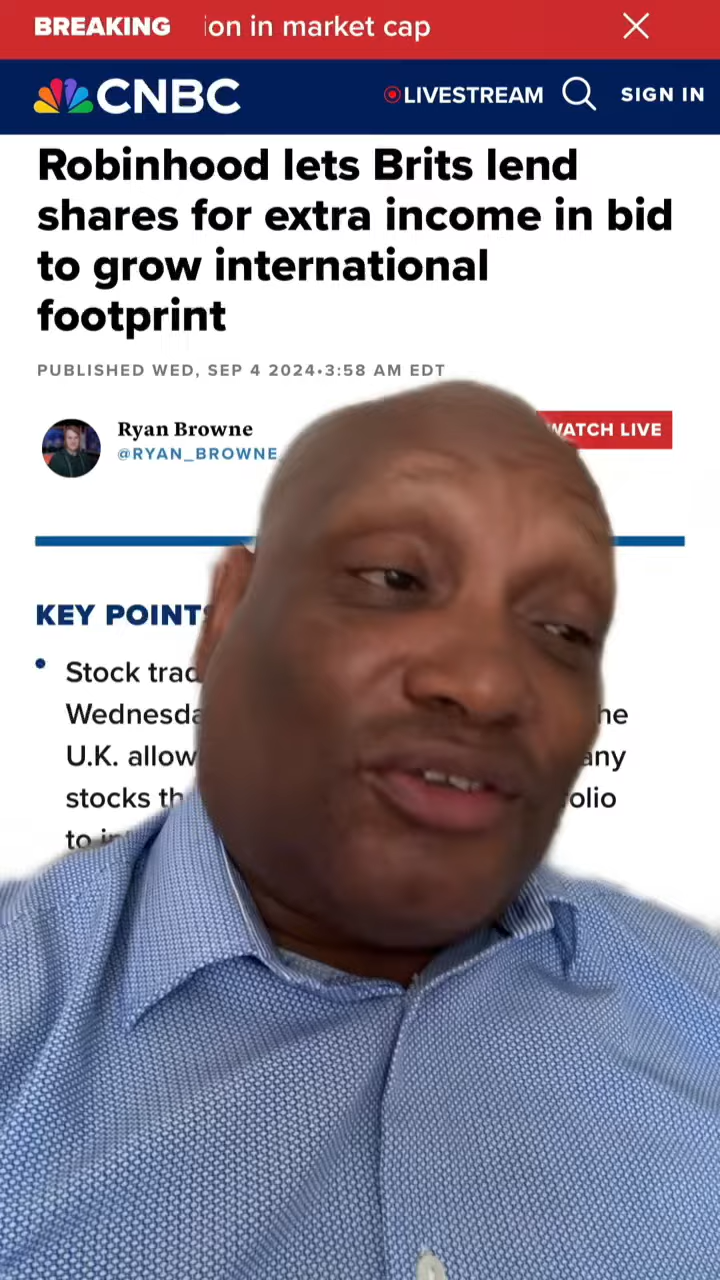 BREAKING ion in market cap
CNBC LIVESTREAM SIGN IN
Robinhood lets Brits lend
shares for extra income in bid
to grow international
footprint
PUBLISHED WED, SEP 4 2024•3:58 AM EDT
Ryan Browne
@RYAN_BROWNE
WATCH LIVE
KEY POINTS
Stock trad
Wednesda he
U.K. allow any
stocks th olio
to